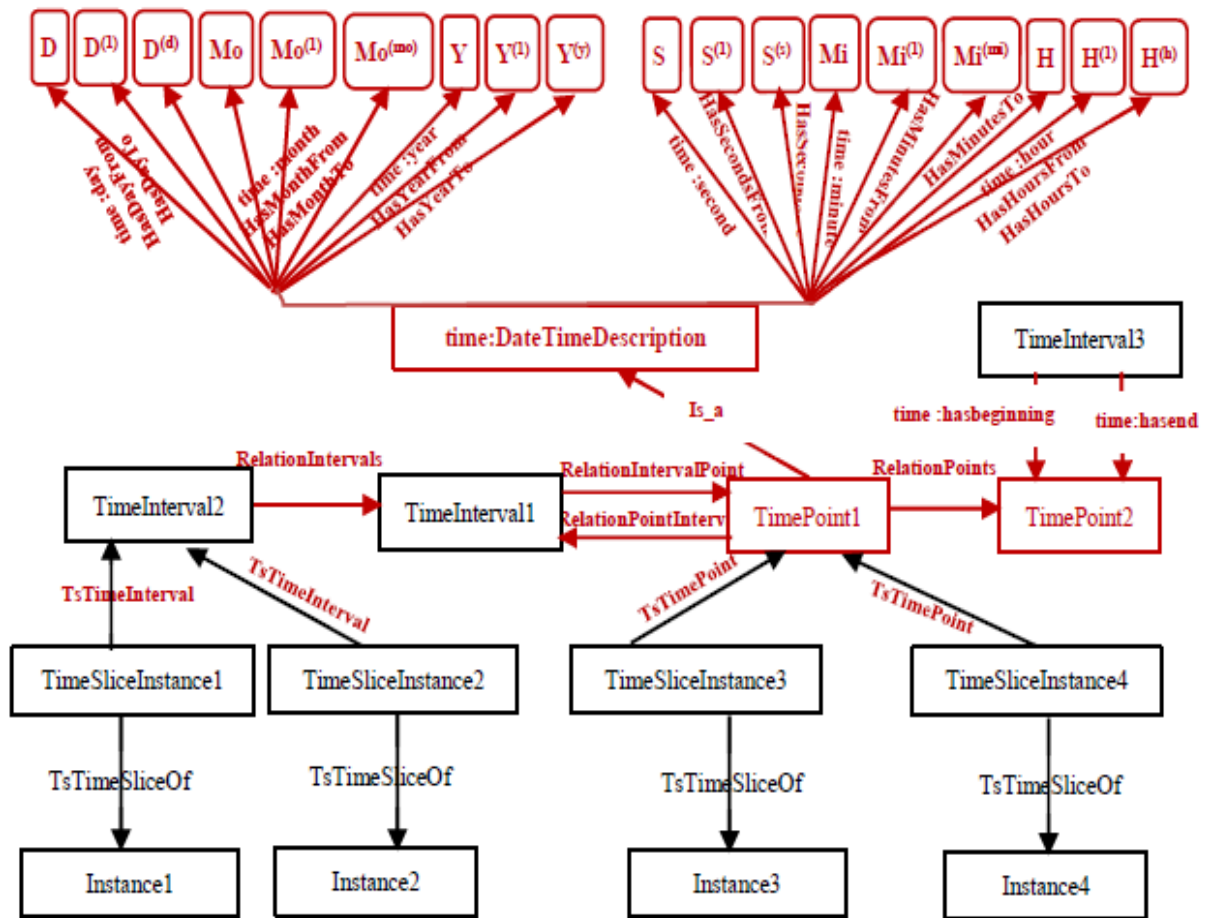 D D⁽¹⁾ D⁽ᵈ⁾ Mo Mo⁽¹⁾ Mo⁽ᵐᵒ⁾ Y Y⁽¹⁾ Y⁽ʸ⁾
S S⁽¹⁾ S⁽ˢ⁾ Mi Mi⁽¹⁾ Mi⁽ᵐⁱ⁾ H H⁽¹⁾ H⁽ʰ⁾
time :day
HasDayFrom
HasDayTo
time :month
HasMonthFrom
HasMonthTo
time :year
HasYearFrom
HasYearTo
time :second
HasSecondsFrom
time :minute
HasMinutesFrom
HasMinutesTo
time :hour
HasHoursFrom
HasHoursTo
time:DateTimeDescription
TimeInterval3
Is_a
time :hasbeginning
time:hasend
RelationIntervals
RelationIntervalPoint
RelationPoints
TimeInterval2
TimeInterval1
RelationPointInterv
TimePoint1
TimePoint2
TsTimeInterval
TsTimeInterval
TsTimePoint
TsTimePoint
TimeSliceInstance1
TimeSliceInstance2
TimeSliceInstance3
TimeSliceInstance4
TsTimeSliceOf
TsTimeSliceOf
TsTimeSliceOf
TsTimeSliceOf
Instance1
Instance2
Instance3
Instance4